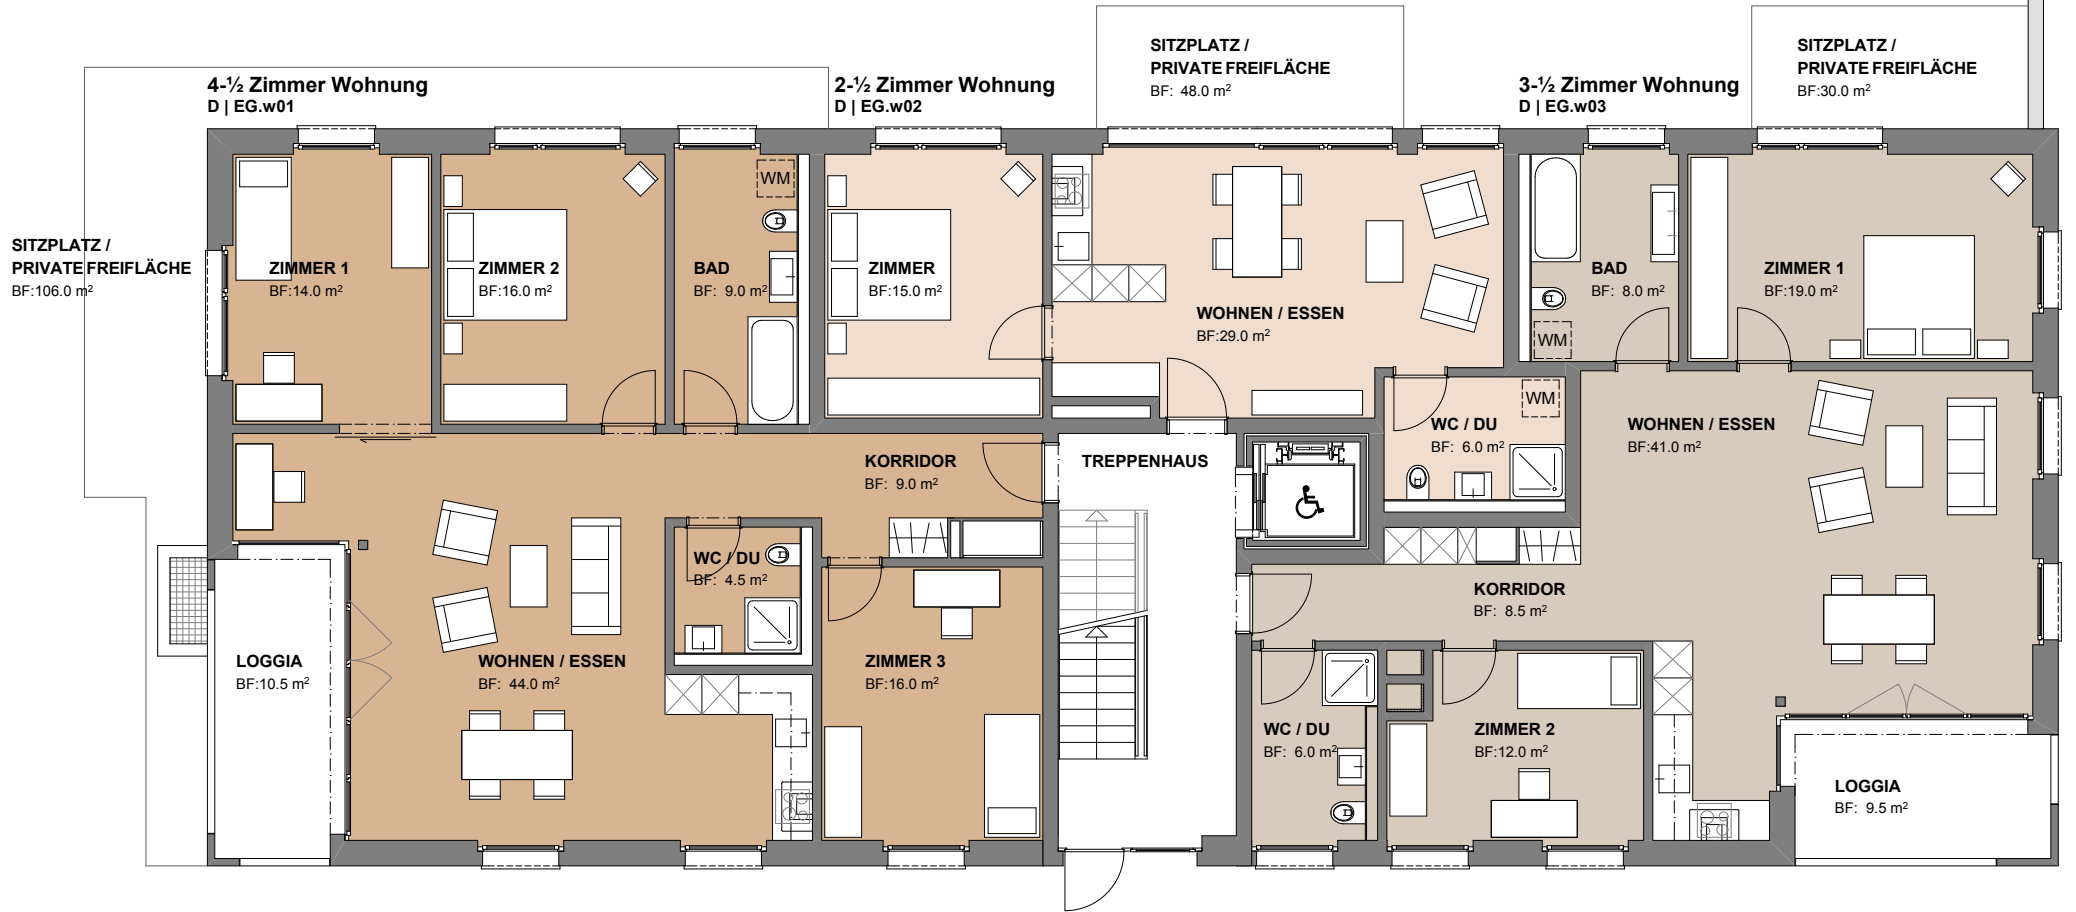 SITZPLATZ /
PRIVATE FREIFLÄCHE
BF: 48.0 m²
SITZPLATZ /
PRIVATE FREIFLÄCHE
BF:30.0 m²
4-½ Zimmer Wohnung
D | EG.w01
2-½ Zimmer Wohnung
D | EG.w02
3-½ Zimmer Wohnung
D | EG.w03
SITZPLATZ /
PRIVATE FREIFLÄCHE
BF:106.0 m²
ZIMMER 1
BF:14.0 m²
ZIMMER 2
BF:16.0 m²
WM
BAD
BF: 9.0 m²
ZIMMER
BF:15.0 m²
WOHNEN / ESSEN
BF:29.0 m²
BAD
BF: 8.0 m²
WM
ZIMMER 1
BF:19.0 m²
WM
WC / DU
BF: 6.0 m²
WOHNEN / ESSEN
BF:41.0 m²
KORRIDOR
BF: 9.0 m²
TREPPENHAUS
WC / DU
BF: 4.5 m²
KORRIDOR
BF: 8.5 m²
LOGGIA
BF:10.5 m²
WOHNEN / ESSEN
BF: 44.0 m²
ZIMMER 3
BF:16.0 m²
WC / DU
BF: 6.0 m²
ZIMMER 2
BF:12.0 m²
LOGGIA
BF: 9.5 m²